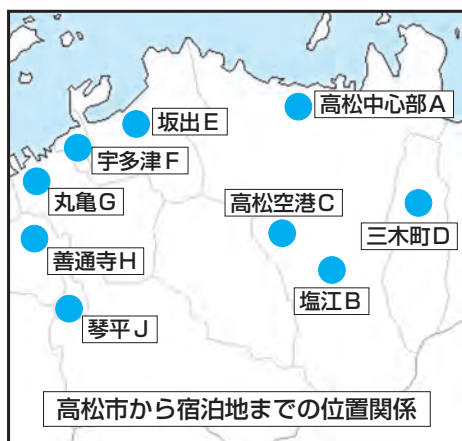 高松中心部A
坂出E
宇多津F
丸亀G
高松空港C
三木町D
善通寺H
塩江B
琴平J
高松市から宿泊地までの位置関係